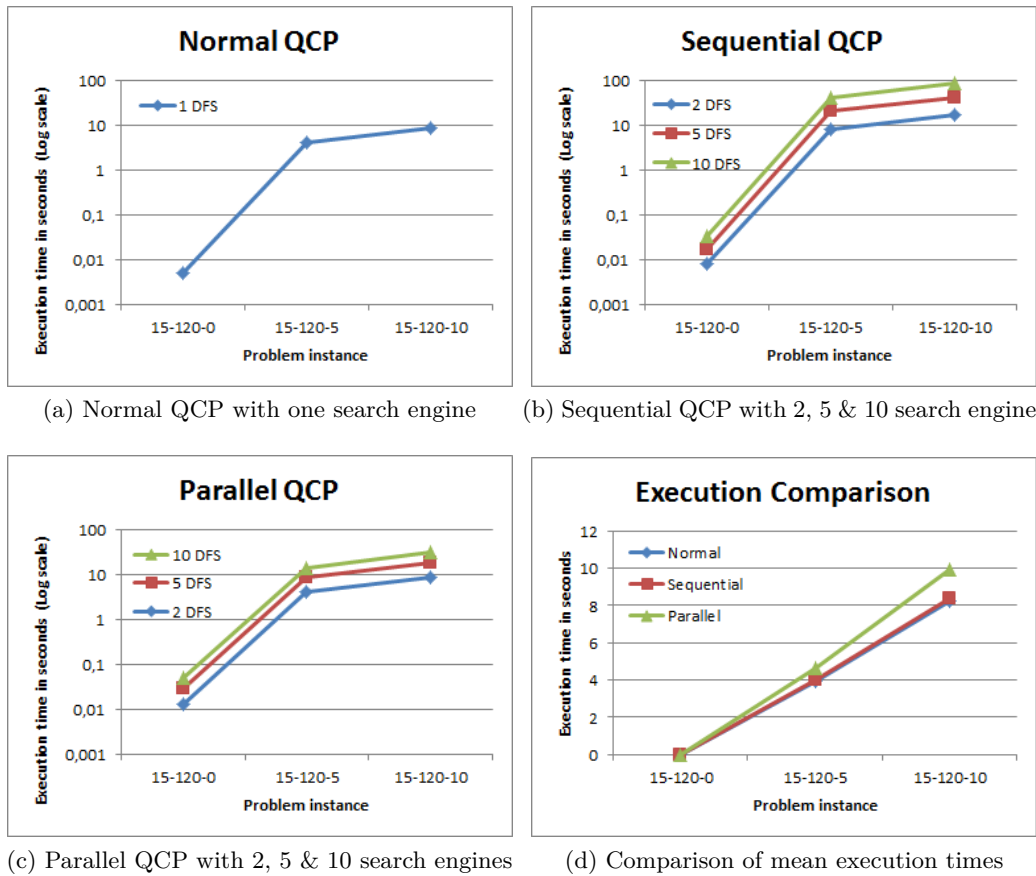 Normal QCP
Execution time in seconds (Log scale)
100
10
1
0,1
0,01
0,001
1 DFS
15-120-0
15-120-5
15-120-10
Problem instance
(a) Normal QCP with one search engine
Sequential QCP
Execution time in seconds (Log scale)
100
10
1
0,1
0,01
0,001
2 DFS
5 DFS
10 DFS
15-120-0
15-120-5
15-120-10
Problem instance
(b) Sequential QCP with 2, 5 & 10 search engine
Parallel QCP
Execution time in seconds (Log scale)
100
10
1
0,1
0,01
0,001
10 DFS
5 DFS
2 DFS
15-120-0
15-120-5
15-120-10
Problem instance
(c) Parallel QCP with 2, 5 & 10 search engines
Execution Comparison
Execution time in seconds
12
10
8
6
4
2
0
Normal
Sequential
Parallel
15-120-0
15-120-5
15-120-10
Problem instance
(d) Comparison of mean execution times